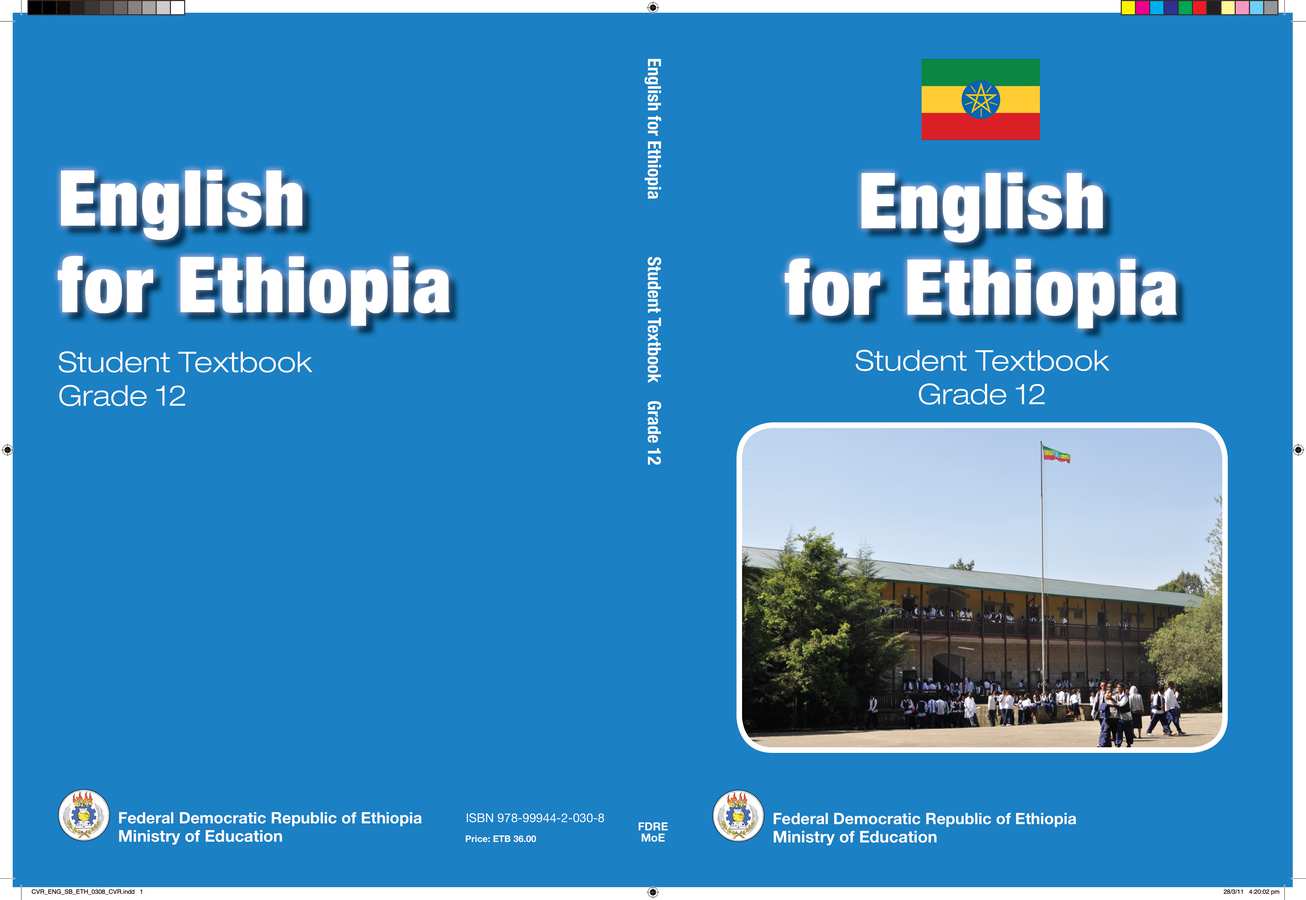 English
for Ethiopia
Student Textbook
Grade 12
Federal Democratic Republic of Ethiopia
Ministry of Education
ISBN 978-99944-2-030-8
Price: ETB 36.00
English for Ethiopia Student Textbook Grade 12
FDRE
MoE
English
for Ethiopia
Student Textbook
Grade 12
Federal Democratic Republic of Ethiopia
Ministry of Education
CVR_ENG_SB_ETH_0308_CVR.indd 1
28/3/11 4:20:02 pm